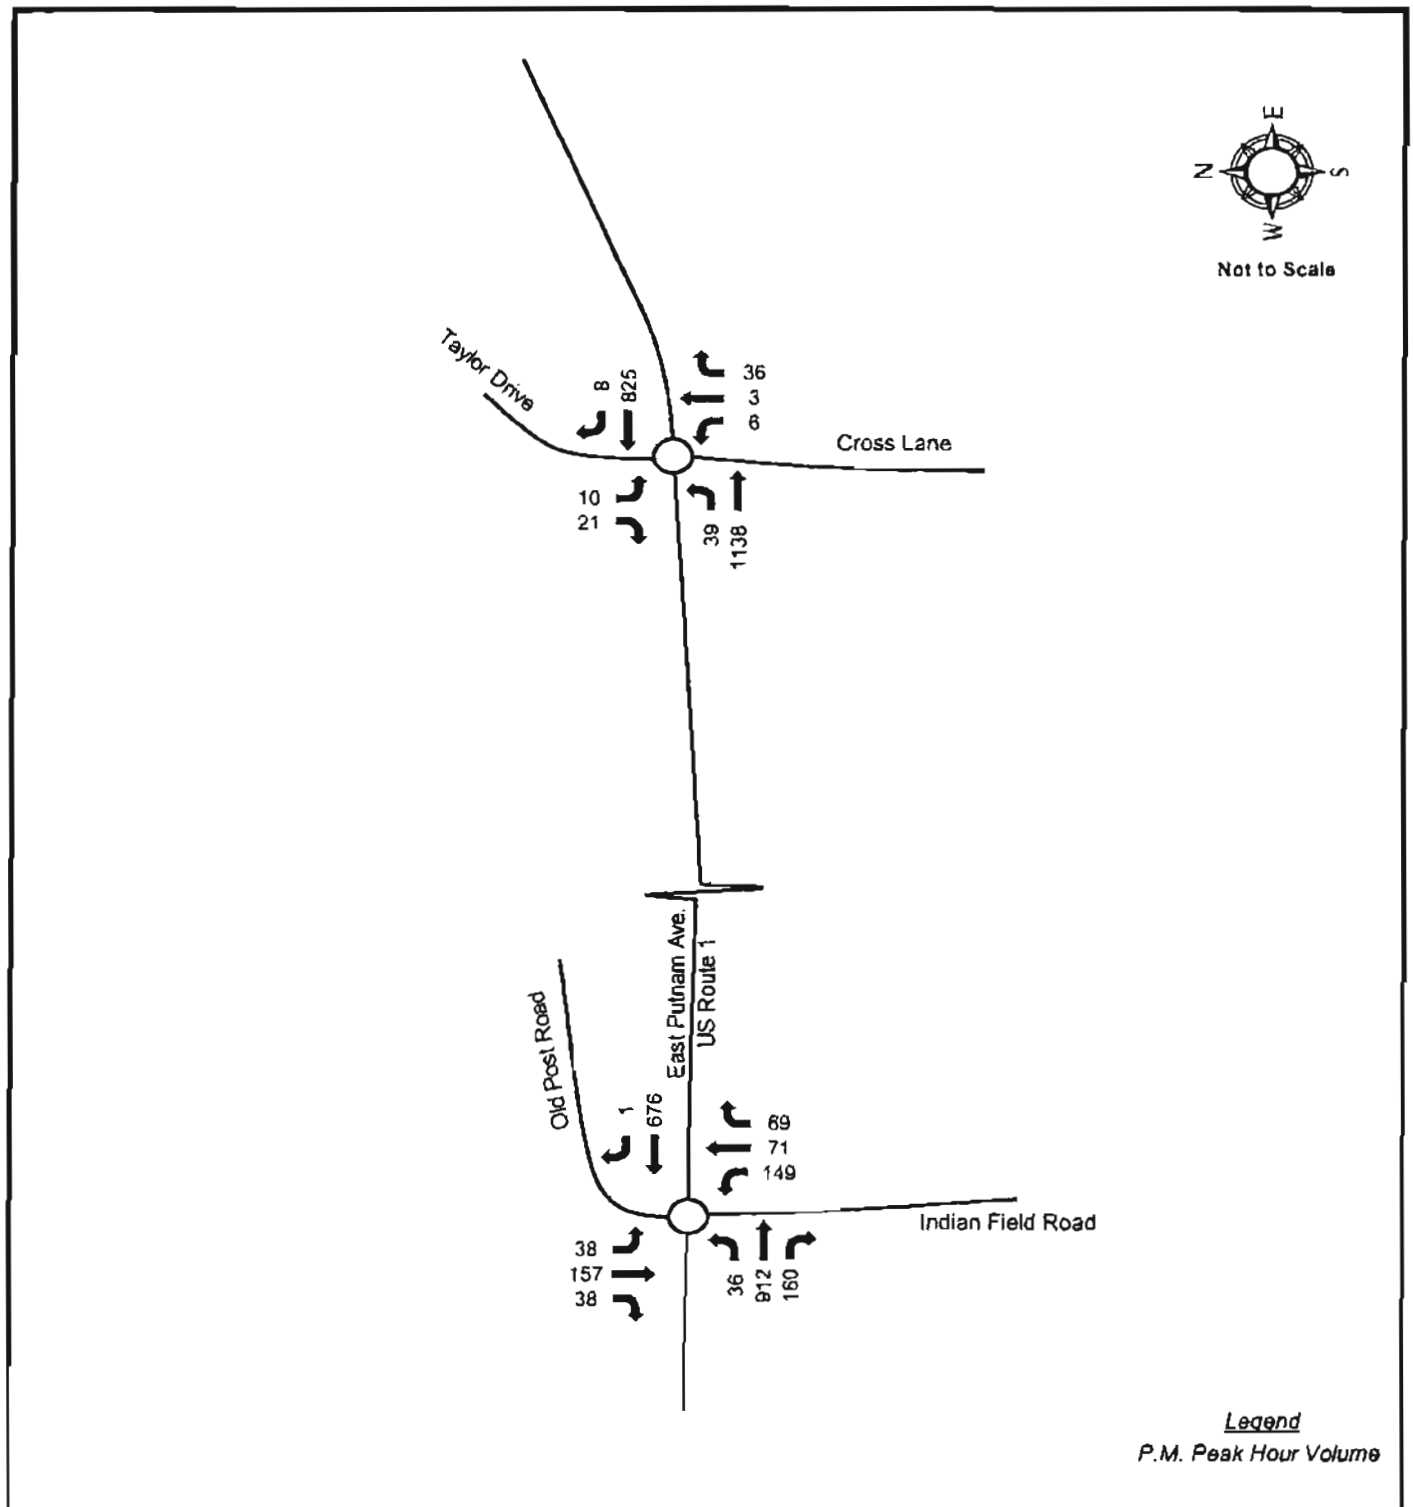 E
N
S
W
Not to Scale
Taylor Drive
8
825
36
3
6
Cross Lane
10
21
39
1138
East Putnam Ave.
US Route 1
Old Post Road
1
676
69
71
149
Indian Field Road
38
157
38
36
912
160
Legend
P.M. Peak Hour Volume